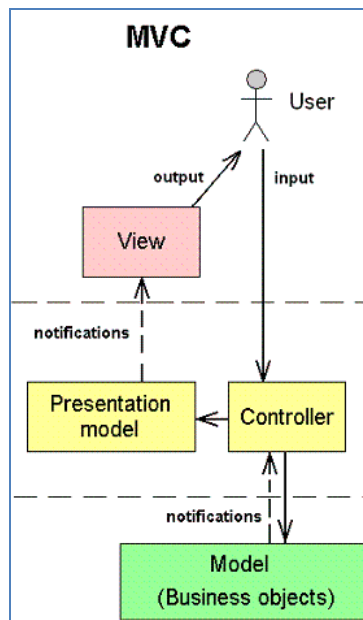 MVC
User
output
input
View
notifications
Presentation
model
Controller
notifications
Model
(Business objects)